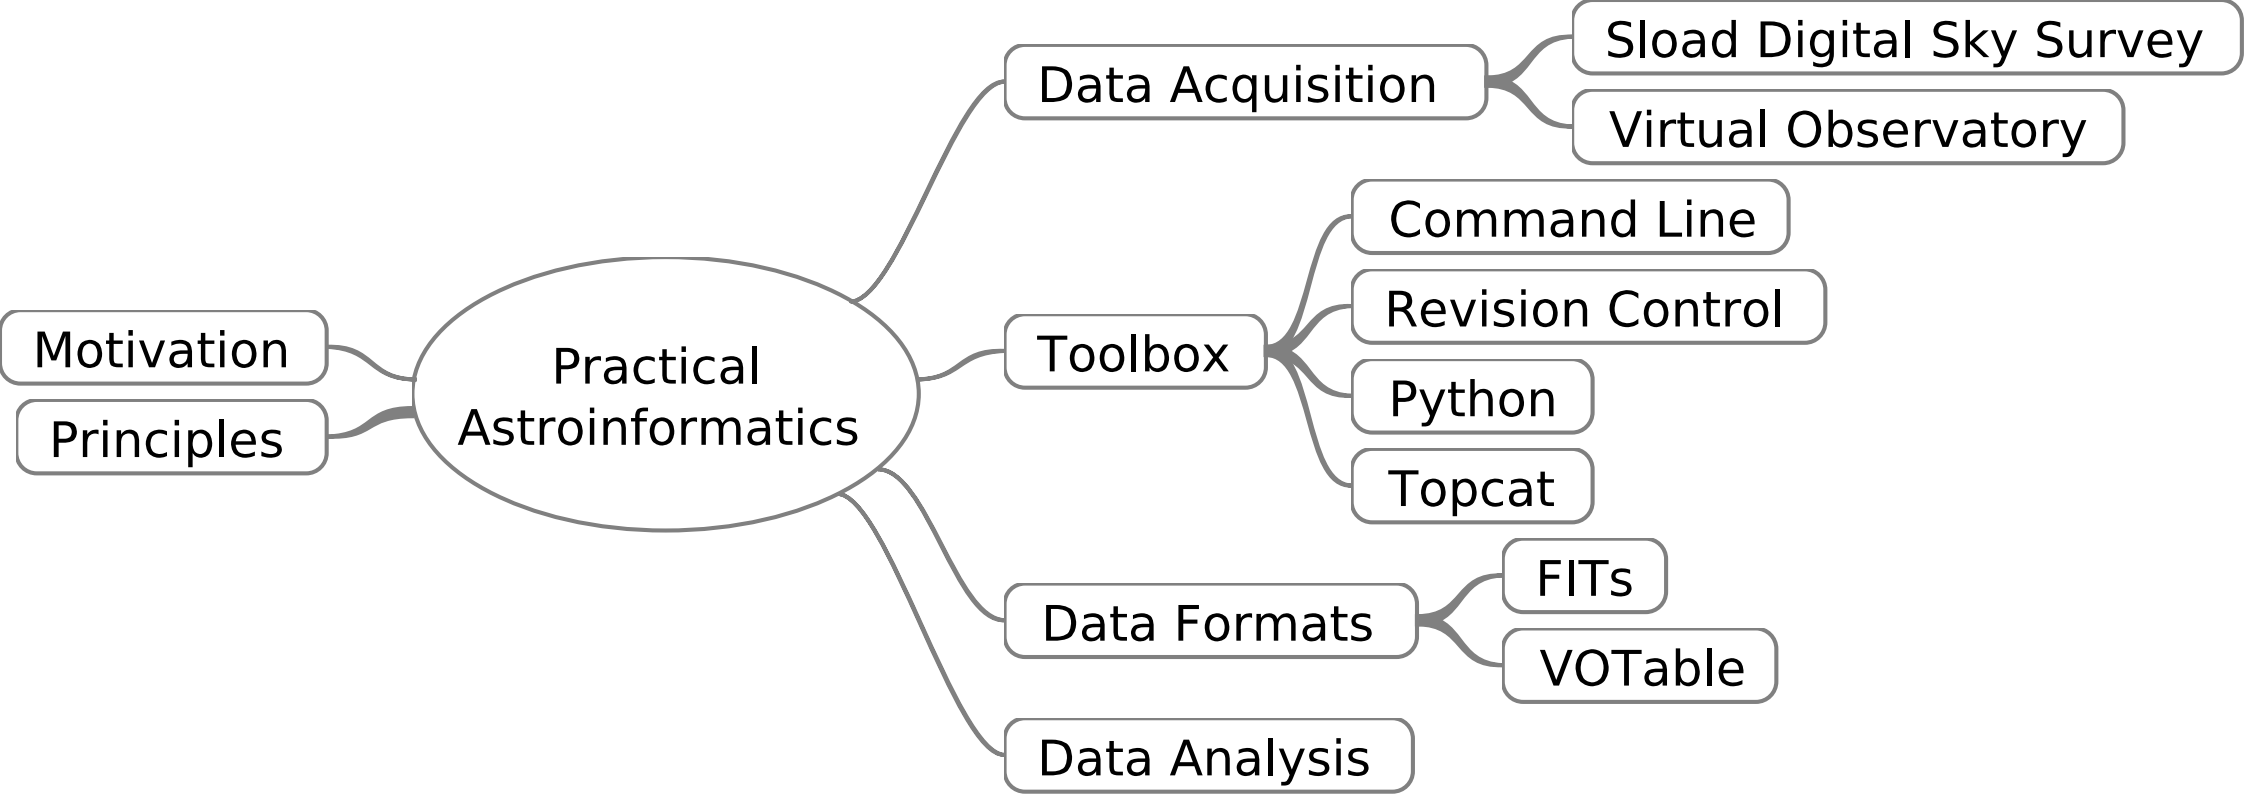 Practical
Astroinformatics
Motivation
Principles
Data Acquisition
Sload Digital Sky Survey
Virtual Observatory
Toolbox
Command Line
Revision Control
Python
Topcat
Data Formats
FITs
VOTable
Data Analysis